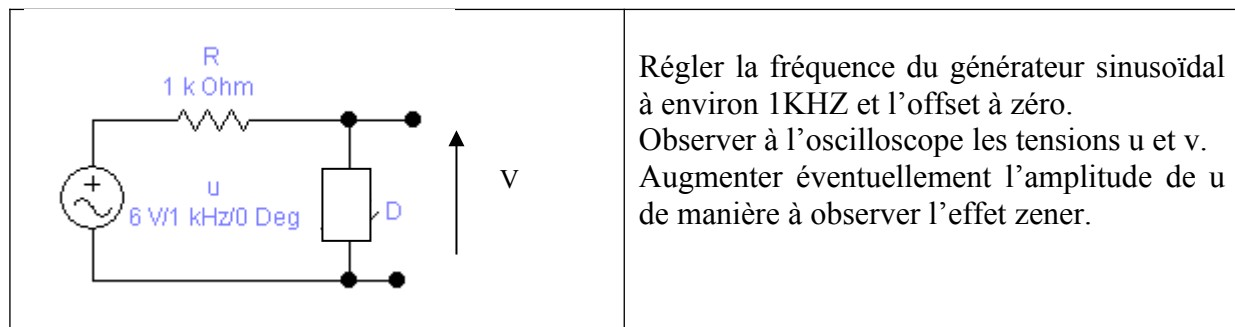 R
1 k Ohm
+
u
6 V/1 kHz/0 Deg
D
V
Régler la fréquence du générateur sinusoïdal
à environ 1KHZ et l’offset à zéro.
Observer à l’oscilloscope les tensions u et v.
Augmenter éventuellement l’amplitude de u
de manière à observer l’effet zener.